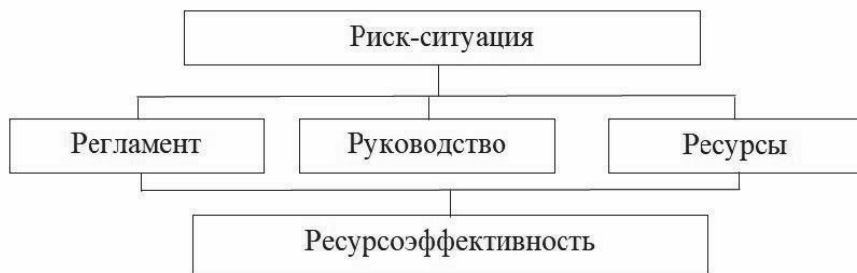 Риск-ситуация
Регламент
Руководство
Ресурсы
Ресурсоэффективность